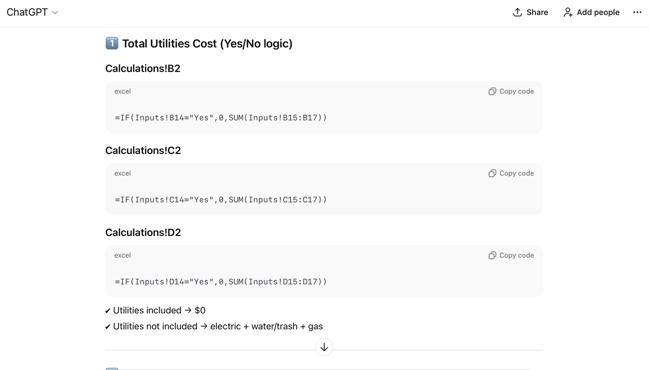 ChatGPT
Share
Add people
1 Total Utilities Cost (Yes/No logic)
Calculations!B2
excel
Copy code
=IF(Inputs!B14="Yes",0,SUM(Inputs!B15:B17))
Calculations!C2
excel
Copy code
=IF(Inputs!C14="Yes",0,SUM(Inputs!C15:C17))
Calculations!D2
excel
Copy code
=IF(Inputs!D14="Yes",0,SUM(Inputs!D15:D17))
✔ Utilities included → $0
✔ Utilities not included → electric + water/trash + gas